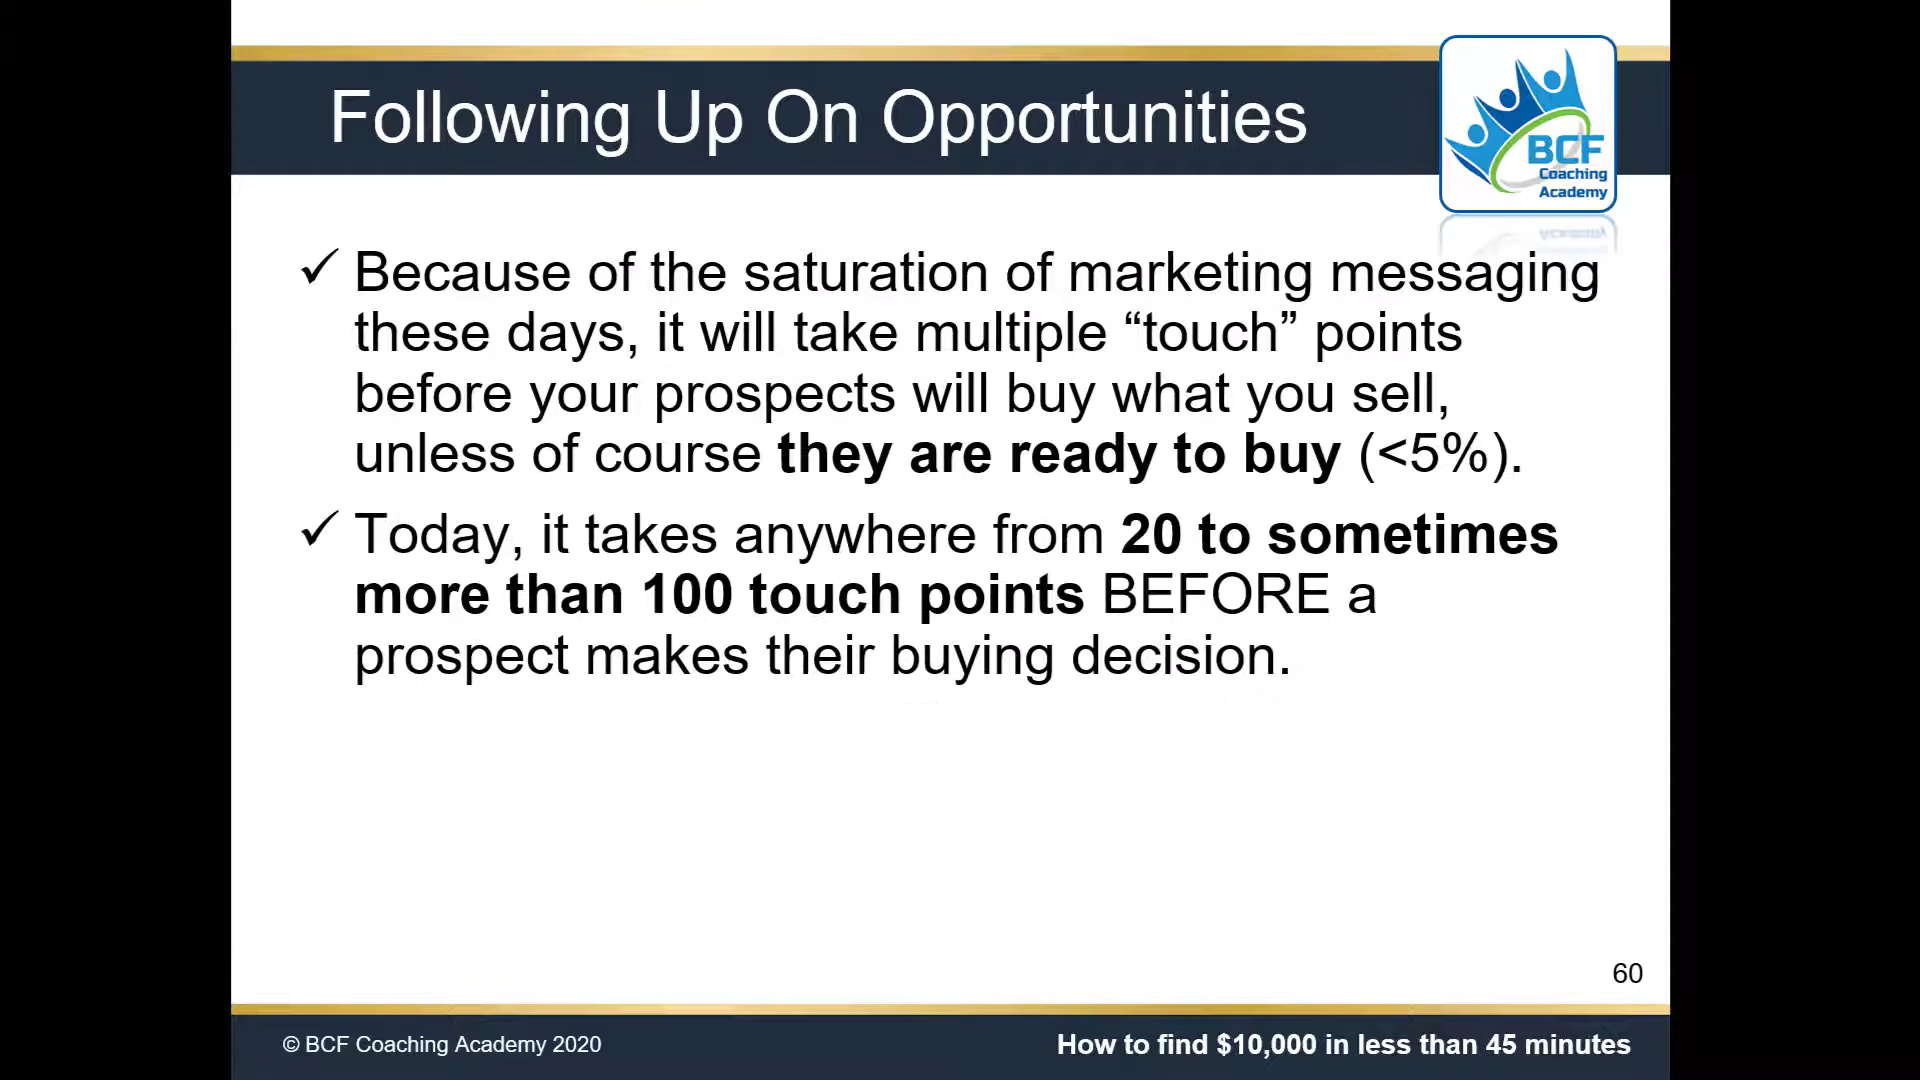 Following Up On Opportunities
BCF
Coaching
Academy
✓ Because of the saturation of marketing messaging
these days, it will take multiple “touch” points
before your prospects will buy what you sell,
unless of course they are ready to buy (<5%).
✓ Today, it takes anywhere from 20 to sometimes
more than 100 touch points BEFORE a
prospect makes their buying decision.
60
© BCF Coaching Academy 2020
How to find $10,000 in less than 45 minutes